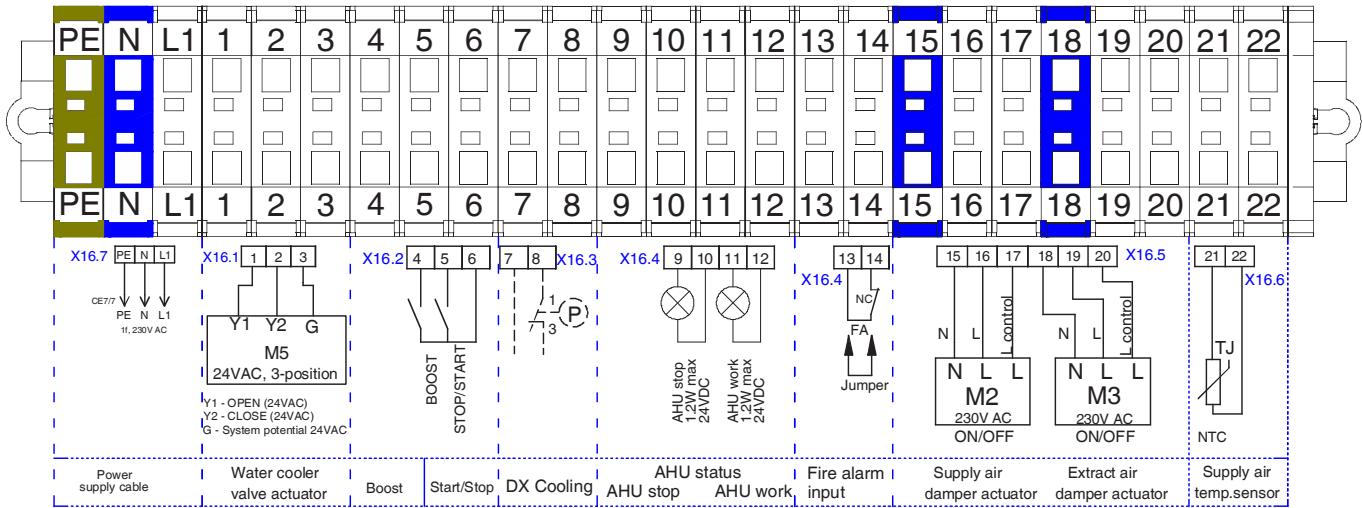 PE N L1 1 2 3 4 5 6 7 8 9 10 11 12 13 14 15 16 17 18 19 20 21 22
PE N L1 1 2 3 4 5 6 7 8 9 10 11 12 13 14 15 16 17 18 19 20 21 22
X16.7 PE N L1
CE7/7
PE N L1
1f, 230V AC
X16.1 1 2 3
Y1 Y2 G
M5
24VAC, 3-position
Y1 - OPEN (24VAC)
Y2 - CLOSE (24VAC)
G - System potential 24VAC
X16.2 4 5 6
BOOST
STOP/START
7 8 X16.3
1
P
3
X16.4 9 10 11 12
AHU stop
1.2W max
24VDC
AHU work
1.2W max
24VDC
13 14
X16.4
NC
FA
Jumper
15 16 17 18 19 20 X16.5
N L L control
N L L
M2
230V AC
ON/OFF
N L L control
N L L
M3
230V AC
ON/OFF
21 22
X16.6
TJ
NTC
Power
supply cable
Water cooler
valve actuator
Boost
Start/Stop
DX Cooling
AHU status
AHU stop AHU work
Fire alarm
input
Supply air
damper actuator
Extract air
damper actuator
Supply air
temp.sensor